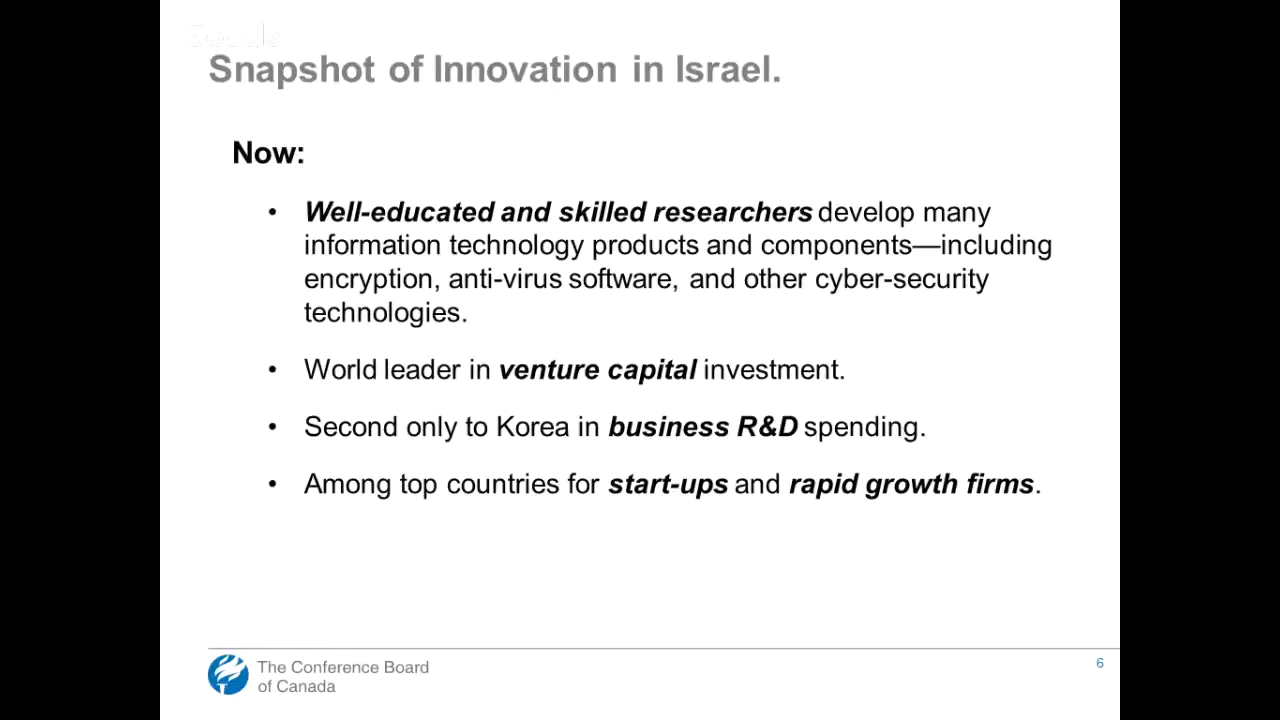 Snapshot of Innovation in Israel.
Now:
• Well-educated and skilled researchers develop many
information technology products and components—including
encryption, anti-virus software, and other cyber-security
technologies.
• World leader in venture capital investment.
• Second only to Korea in business R&D spending.
• Among top countries for start-ups and rapid growth firms.
The Conference Board
of Canada
6